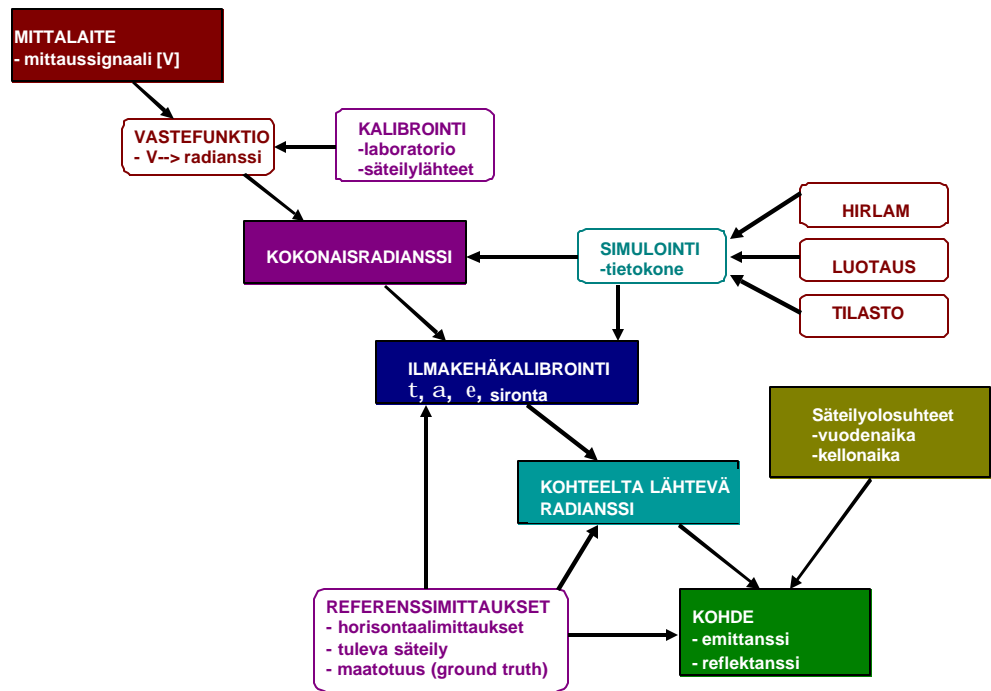 MITTALAITE
- mittaussignaali [V]
VASTEFUNKTIO
- V--> radianssi
KALIBROINTI
-laboratorio
-säteilylähteet
HIRLAM
KOKONAISRADIANSSI
SIMULOINTI
-tietokone
LUOTAUS
TILASTO
ILMAKEHÄKALIBROINTI
t, a, e, sironta
Säteilyolosuhteet
-vuodenaika
-kellonaika
KOHTEELTA LÄHTEVÄ
RADIANSSI
REFERENSSIMITTAUKSET
- horisontaalimittaukset
- tuleva säteily
- maatotuus (ground truth)
KOHDE
- emittanssi
- reflektanssi